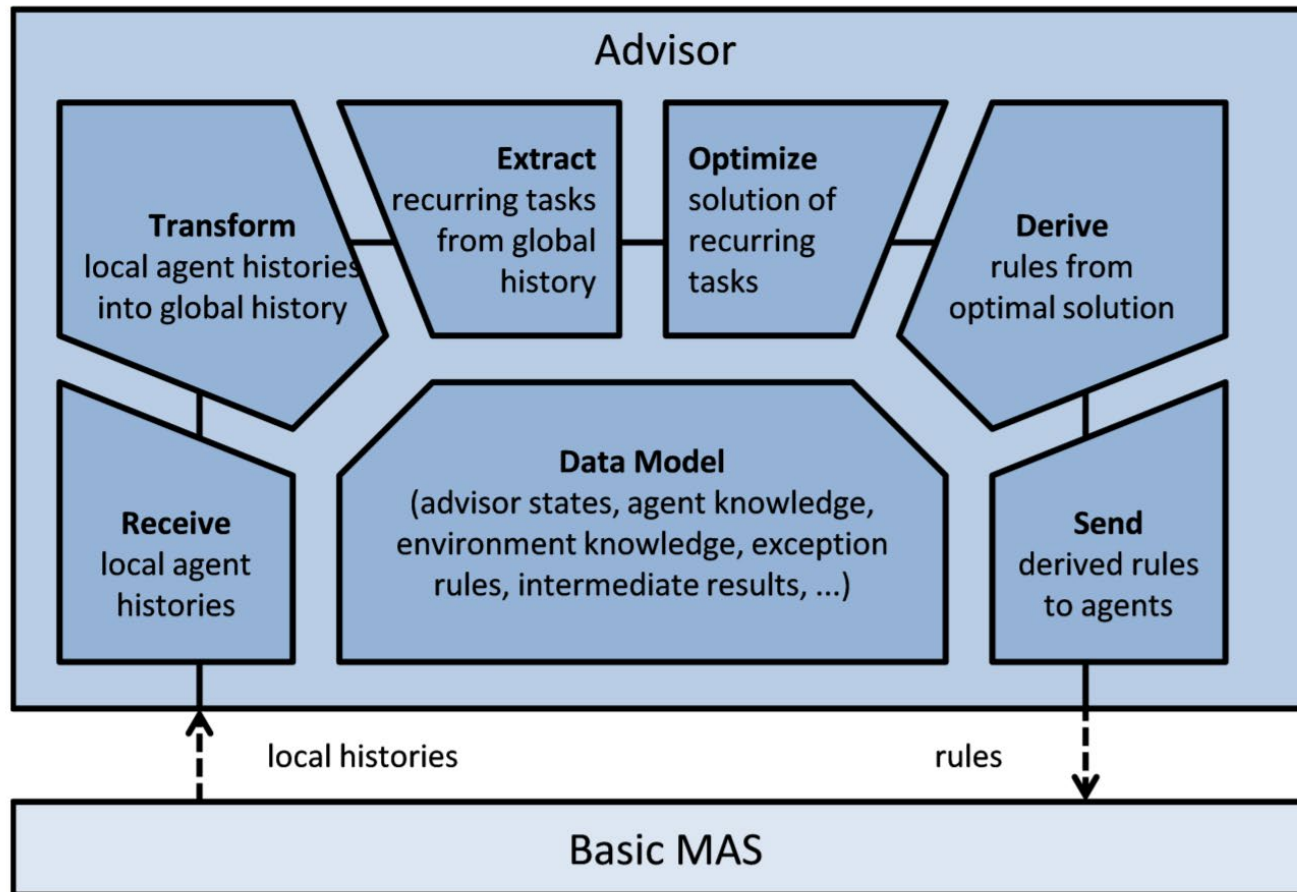 Advisor
Transform
local agent histories
into global history
Extract
recurring tasks
from global
history
Optimize
solution of
recurring
tasks
Derive
rules from
optimal solution
Receive
local agent
histories
Data Model
(advisor states, agent knowledge,
environment knowledge, exception
rules, intermediate results, ...)
Send
derived rules
to agents
local histories
rules
Basic MAS